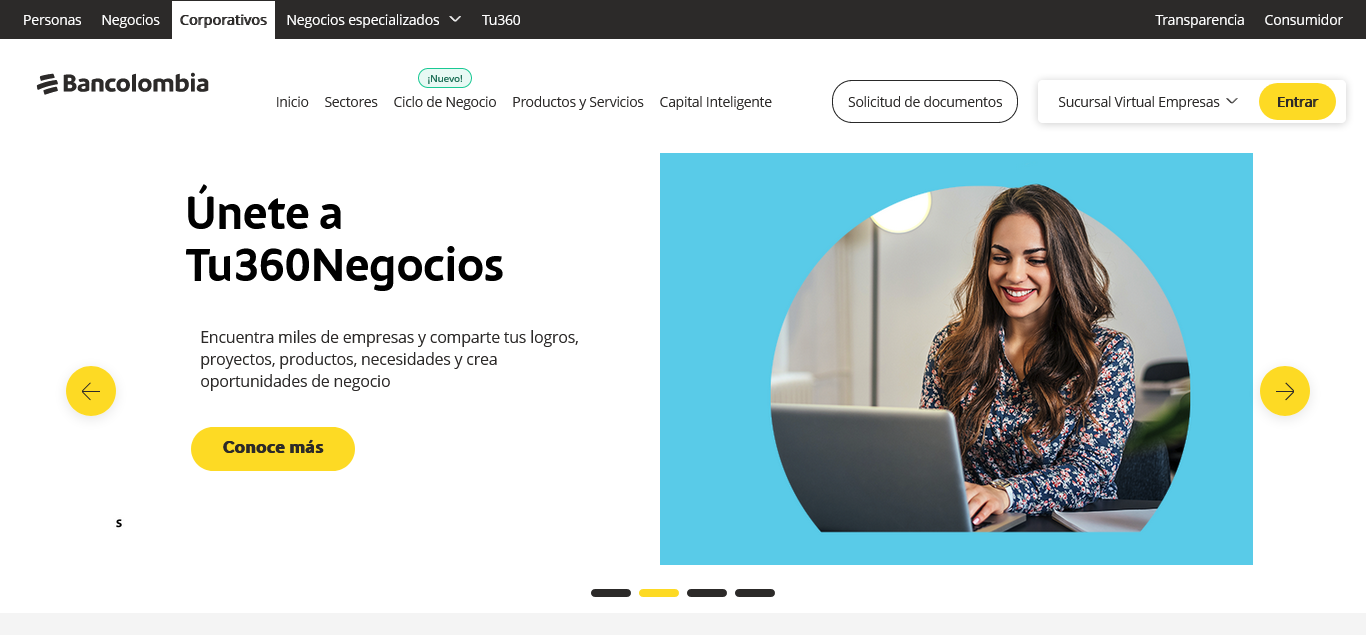 Personas Negocios Corporativos Negocios especializados Tu360 Transparencia Consumidor
Bancolombia
¡Nuevo!
Inicio Sectores Ciclo de Negocio Productos y Servicios Capital Inteligente Solicitud de documentos Sucursal Virtual Empresas Entrar
Únete a
Tu360Negocios
Encuentra miles de empresas y comparte tus logros,
proyectos, productos, necesidades y crea
oportunidades de negocio
Conoce más
s